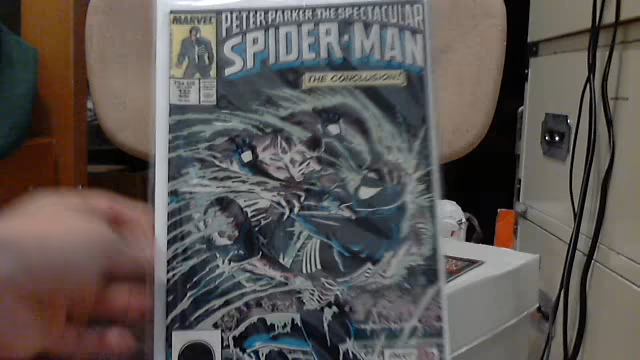 MARVEL
PETER PARKER, THE SPECTACULAR
SPIDER-MAN
THE CONCLUSION!